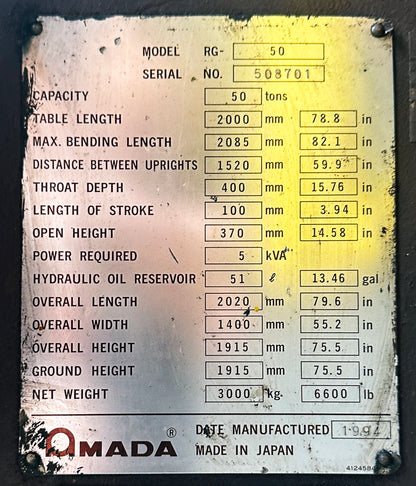 MODEL RG- 50
SERIAL NO. 508701
CAPACITY 50 tons
TABLE LENGTH 2000 mm 78.8 in
MAX. BENDING LENGTH 2085 mm 82.1 in
DISTANCE BETWEEN UPRIGHTS 1520 mm 59.9 in
THROAT DEPTH 400 mm 15.76 in
LENGTH OF STROKE 100 mm 3.94 in
OPEN HEIGHT 370 mm 14.58 in
POWER REQUIRED 5 kVA
HYDRAULIC OIL RESERVOIR 51 ℓ 13.46 gal
OVERALL LENGTH 2020 mm 79.6 in
OVERALL WIDTH 1400 mm 55.2 in
OVERALL HEIGHT 1915 mm 75.5 in
GROUND HEIGHT 1915 mm 75.5 in
NET WEIGHT 3000 kg 6600 lb
AMADA® DATE MANUFACTURED 1994
MADE IN JAPAN